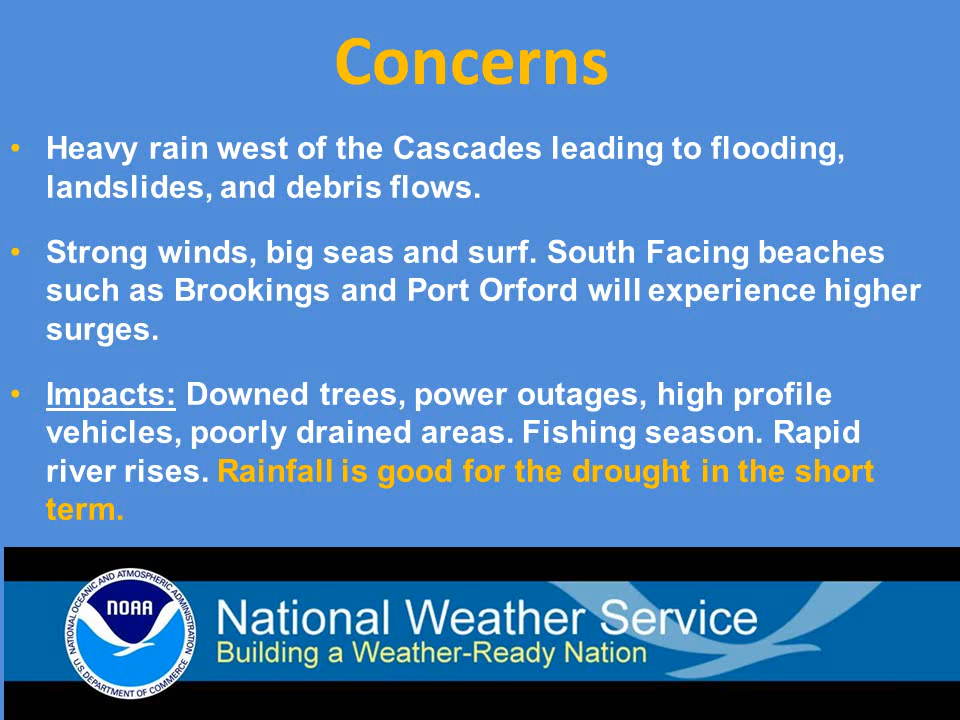 Concerns
• Heavy rain west of the Cascades leading to flooding,
landslides, and debris flows.
• Strong winds, big seas and surf. South Facing beaches
such as Brookings and Port Orford will experience higher
surges.
• Impacts: Downed trees, power outages, high profile
vehicles, poorly drained areas. Fishing season. Rapid
river rises. Rainfall is good for the drought in the short
term.
NATIONAL OCEANIC AND ATMOSPHERIC ADMINISTRATION
NOAA
U.S. DEPARTMENT OF COMMERCE
National Weather Service
Building a Weather-Ready Nation